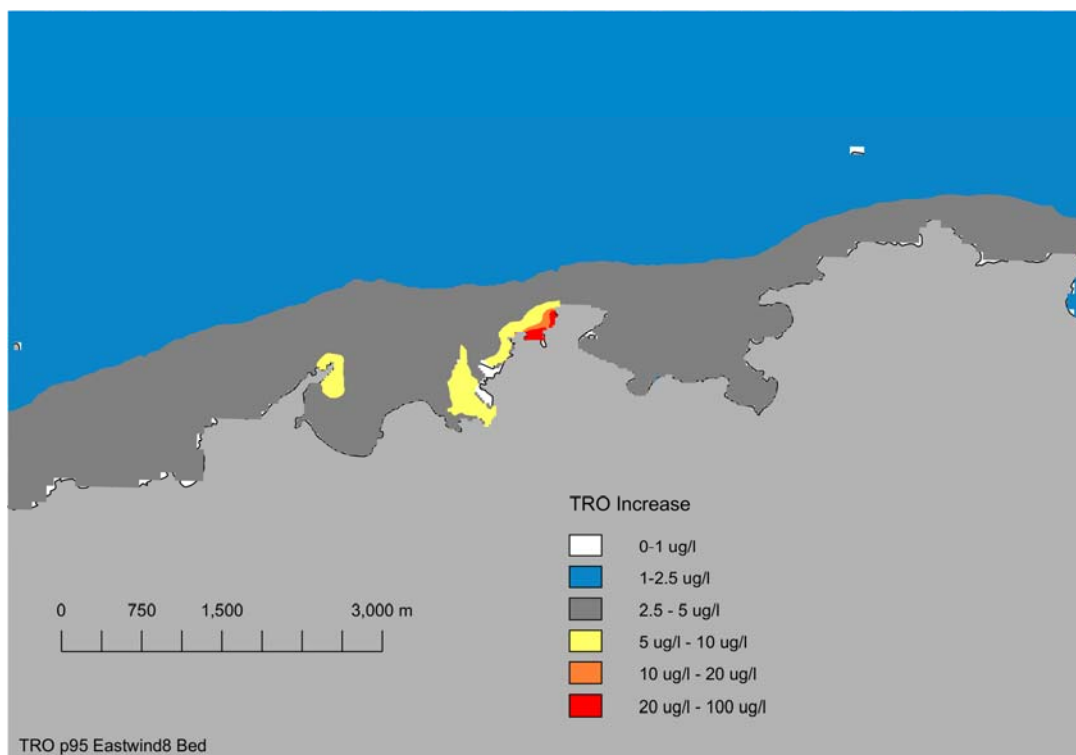 TRO Increase
0-1 ug/l
1-2.5 ug/l
2.5 - 5 ug/l
5 ug/l - 10 ug/l
10 ug/l - 20 ug/l
20 ug/l - 100 ug/l
0 750 1,500 3,000 m
TRO p95 Eastwind8 Bed